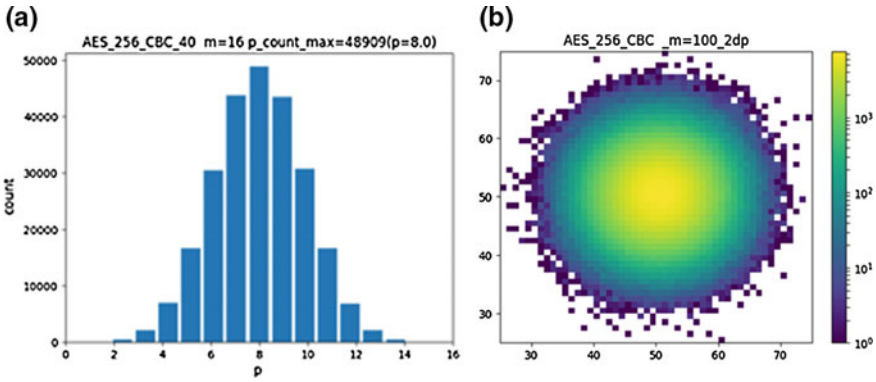 (a)
AES_256_CBC_40 m=16 p_count_max=48909(p=8.0)
50000
40000
30000
20000
10000
0
count
0 2 4 6 8 10 12 14 16
p
(b)
AES_256_CBC _m=100_2dp
70
60
50
40
30
30 40 50 60 70
10³
10²
10¹
10⁰